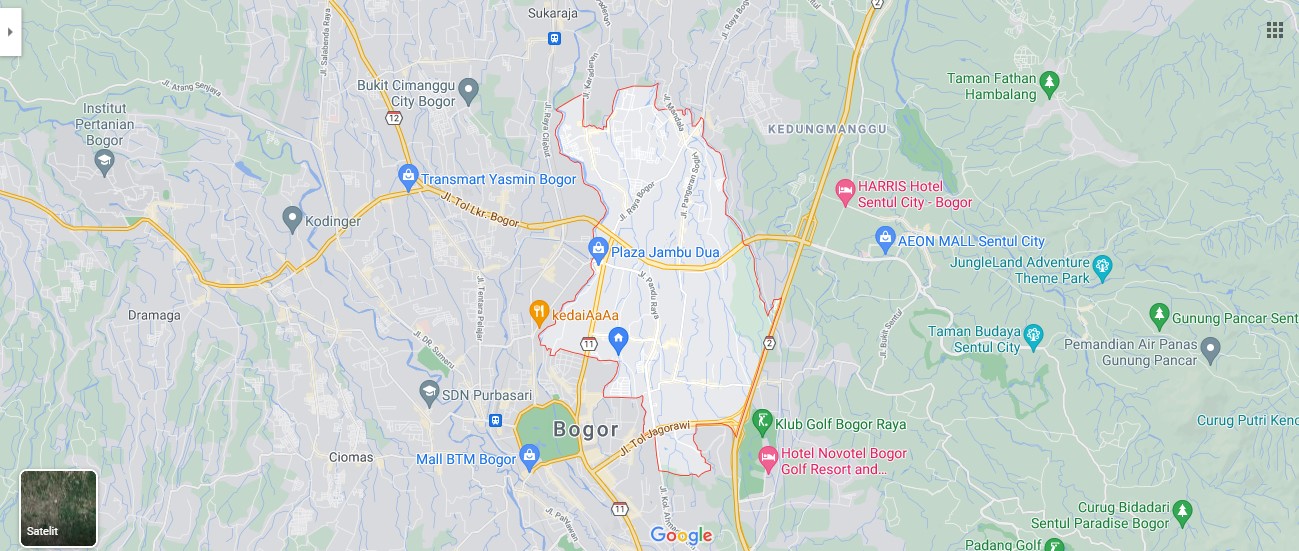 Sukaraja
Jl. Raya Bogor
2
Jl. Salabenda Raya
Jl. Karadenan
Karadenan
Bukit Cimanggu
City Bogor
Jl. Atang Senjaya
Institut
Pertanian
Bogor
12
Jl. Raya Cilebut
Jl. Mandala
Taman Fathan
Hambalang
KEDUNGMANGGU
Transmart Yasmin Bogor
Jl. Tol Lkr. Bogor
Kodinger
Jl. Raya Bogor
Jl. Pangeran Sogiri
HARRIS Hotel
Sentul City - Bogor
Plaza Jambu Dua
AEON MALL Sentul City
JungleLand Adventure
Theme Park
Jl. Tentara Pelajar
Jl. Pandu Raya
Dramaga
kedaiAaAa
Gunung Pancar Sent
Jl. Bukit Sentul
Taman Budaya
Sentul City
Pemandian Air Panas
Gunung Pancar
Jl. DR. Sumeru
11
2
SDN Purbasari
Bogor
Jl. Tol Jagorawi
Klub Golf Bogor Raya
Curug Putri Kenc
Ciomas
Mall BTM Bogor
Hotel Novotel Bogor
Golf Resort and...
Satelit
11
Jl. Pahlawan
Jl. Kol. Ahmad
Google
Curug Bidadari
Sentul Paradise Bogor
Padang Golf